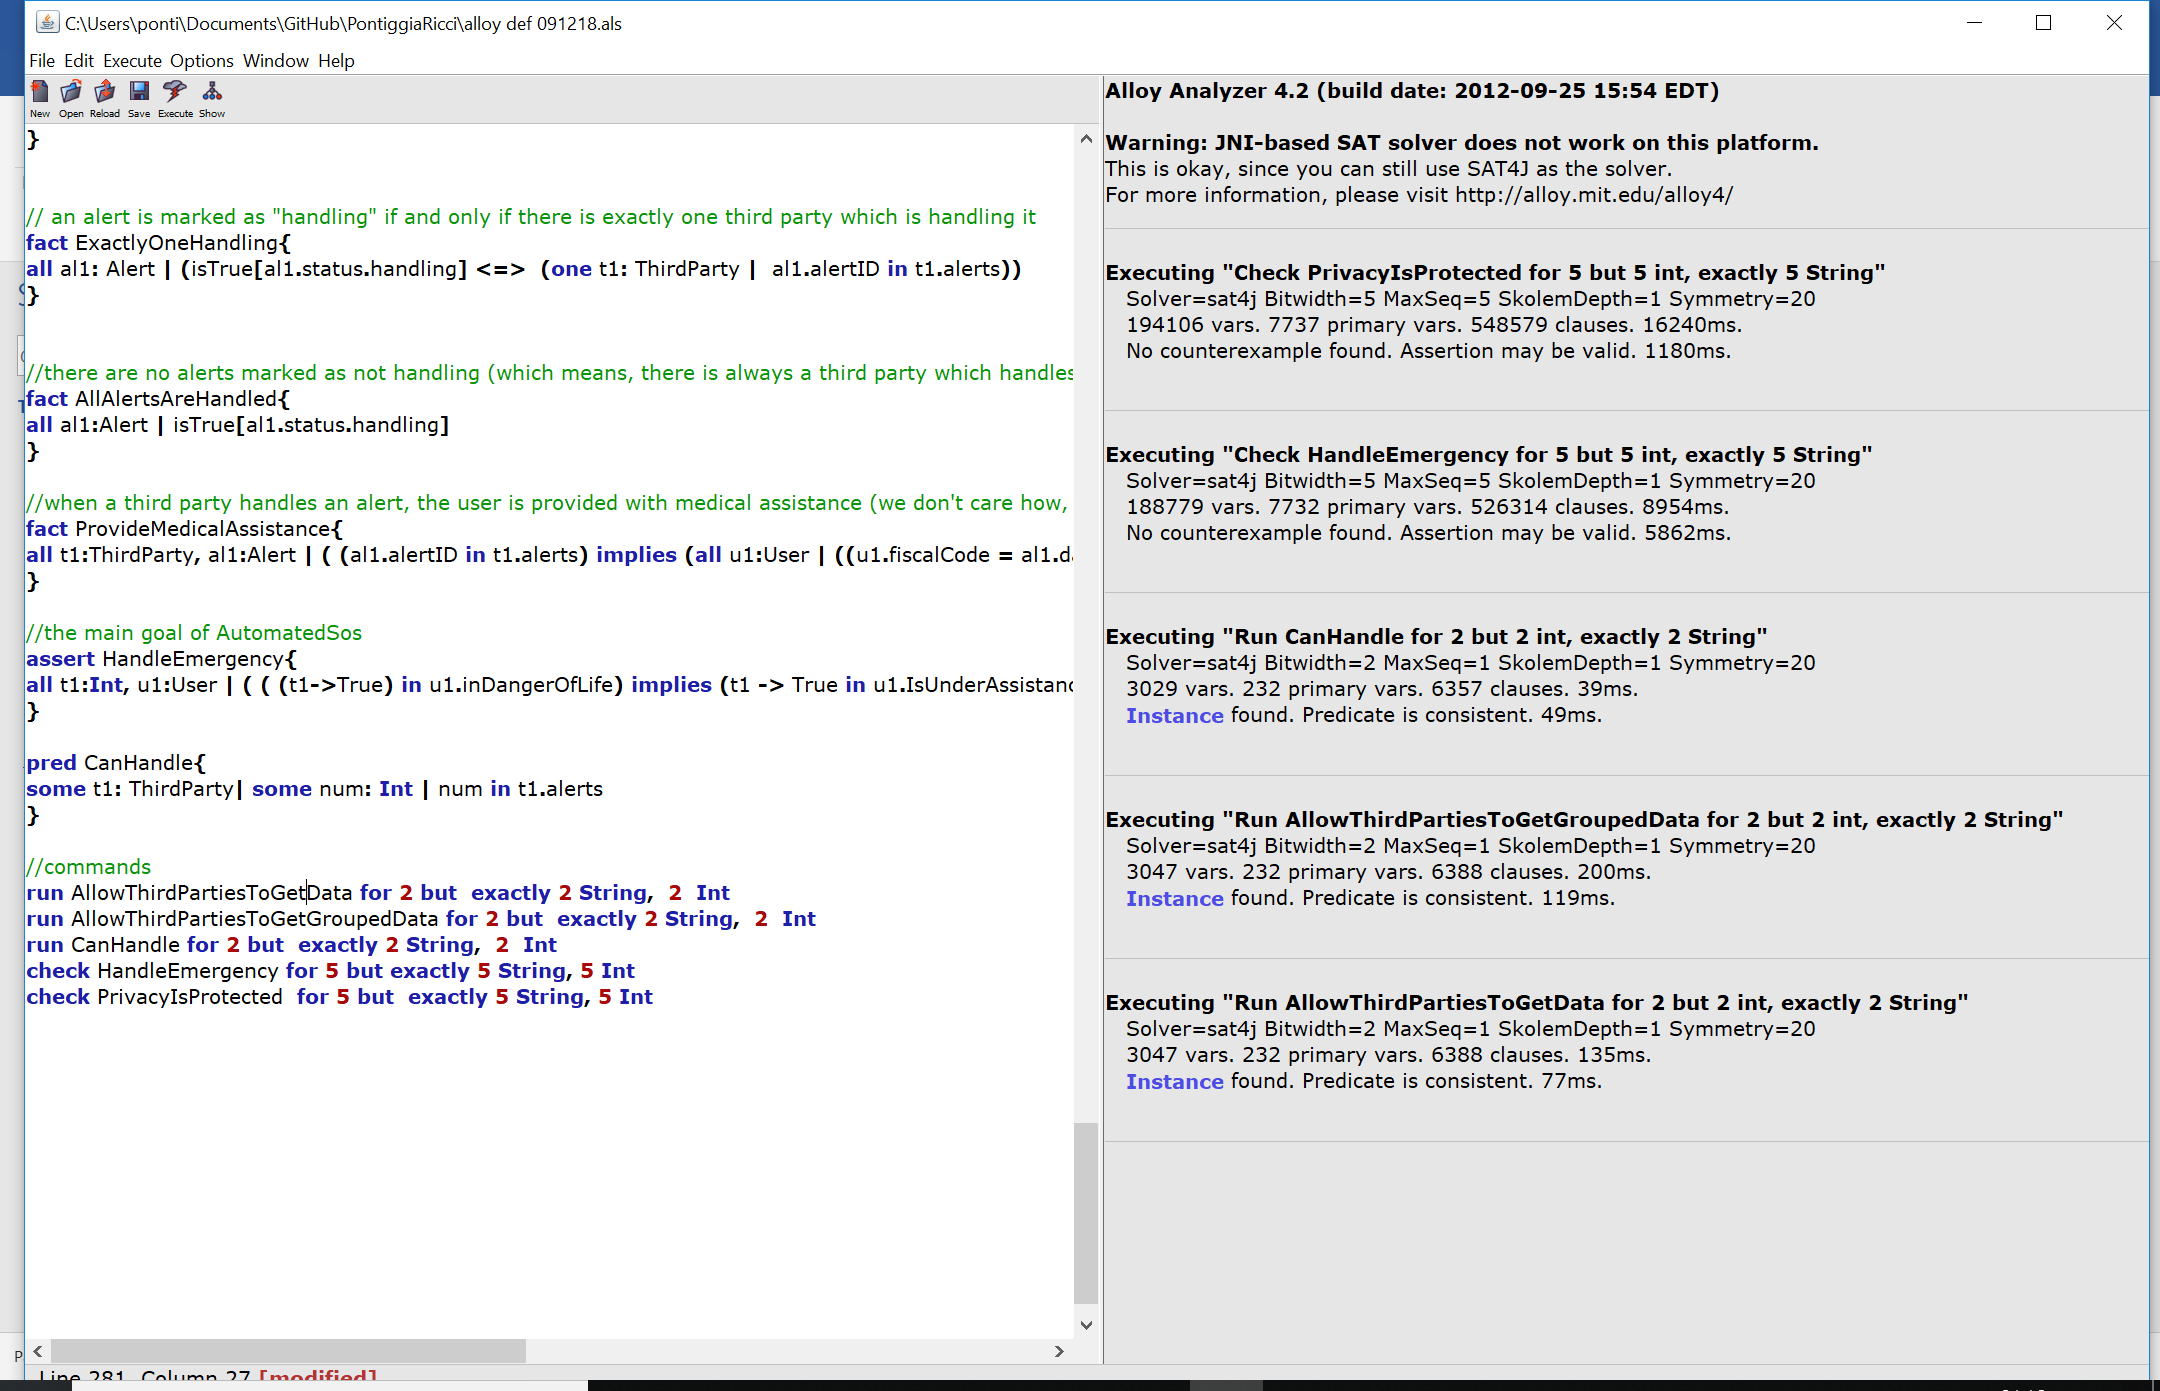 C:\Users\ponti\Documents\GitHub\PontiggiaRicci\alloy def 091218.als
File Edit Execute Options Window Help
New Open Reload Save Execute Show
}
// an alert is marked as "handling" if and only if there is exactly one third party which is handling it
fact ExactlyOneHandling{
all al1: Alert | (isTrue[al1.status.handling] <=> (one t1: ThirdParty | al1.alertID in t1.alerts))
}
//there are no alerts marked as not handling (which means, there is always a third party which handles
fact AllAlertsAreHandled{
all al1:Alert | isTrue[al1.status.handling]
}
//when a third party handles an alert, the user is provided with medical assistance (we don't care how,
fact ProvideMedicalAssistance{
all t1:ThirdParty, al1:Alert | ( (al1.alertID in t1.alerts) implies (all u1:User | ((u1.fiscalCode = al1.d
}
//the main goal of AutomatedSos
assert HandleEmergency{
all t1:Int, u1:User | ( ( ( (t1->True) in u1.inDangerOfLife) implies (t1 -> True in u1.IsUnderAssistanc
}
pred CanHandle{
some t1: ThirdParty| some num: Int | num in t1.alerts
}
//commands
run AllowThirdPartiesToGetData for 2 but exactly 2 String, 2 Int
run AllowThirdPartiesToGetGroupedData for 2 but exactly 2 String, 2 Int
run CanHandle for 2 but exactly 2 String, 2 Int
check HandleEmergency for 5 but exactly 5 String, 5 Int
check PrivacyIsProtected for 5 but exactly 5 String, 5 Int
Line 281, Column 27 [modified]
Alloy Analyzer 4.2 (build date: 2012-09-25 15:54 EDT)
Warning: JNI-based SAT solver does not work on this platform.
This is okay, since you can still use SAT4J as the solver.
For more information, please visit http://alloy.mit.edu/alloy4/
Executing "Check PrivacyIsProtected for 5 but 5 int, exactly 5 String"
Solver=sat4j Bitwidth=5 MaxSeq=5 SkolemDepth=1 Symmetry=20
194106 vars. 7737 primary vars. 548579 clauses. 16240ms.
No counterexample found. Assertion may be valid. 1180ms.
Executing "Check HandleEmergency for 5 but 5 int, exactly 5 String"
Solver=sat4j Bitwidth=5 MaxSeq=5 SkolemDepth=1 Symmetry=20
188779 vars. 7732 primary vars. 526314 clauses. 8954ms.
No counterexample found. Assertion may be valid. 5862ms.
Executing "Run CanHandle for 2 but 2 int, exactly 2 String"
Solver=sat4j Bitwidth=2 MaxSeq=1 SkolemDepth=1 Symmetry=20
3029 vars. 232 primary vars. 6357 clauses. 39ms.
Instance found. Predicate is consistent. 49ms.
Executing "Run AllowThirdPartiesToGetGroupedData for 2 but 2 int, exactly 2 String"
Solver=sat4j Bitwidth=2 MaxSeq=1 SkolemDepth=1 Symmetry=20
3047 vars. 232 primary vars. 6388 clauses. 200ms.
Instance found. Predicate is consistent. 119ms.
Executing "Run AllowThirdPartiesToGetData for 2 but 2 int, exactly 2 String"
Solver=sat4j Bitwidth=2 MaxSeq=1 SkolemDepth=1 Symmetry=20
3047 vars. 232 primary vars. 6388 clauses. 135ms.
Instance found. Predicate is consistent. 77ms.